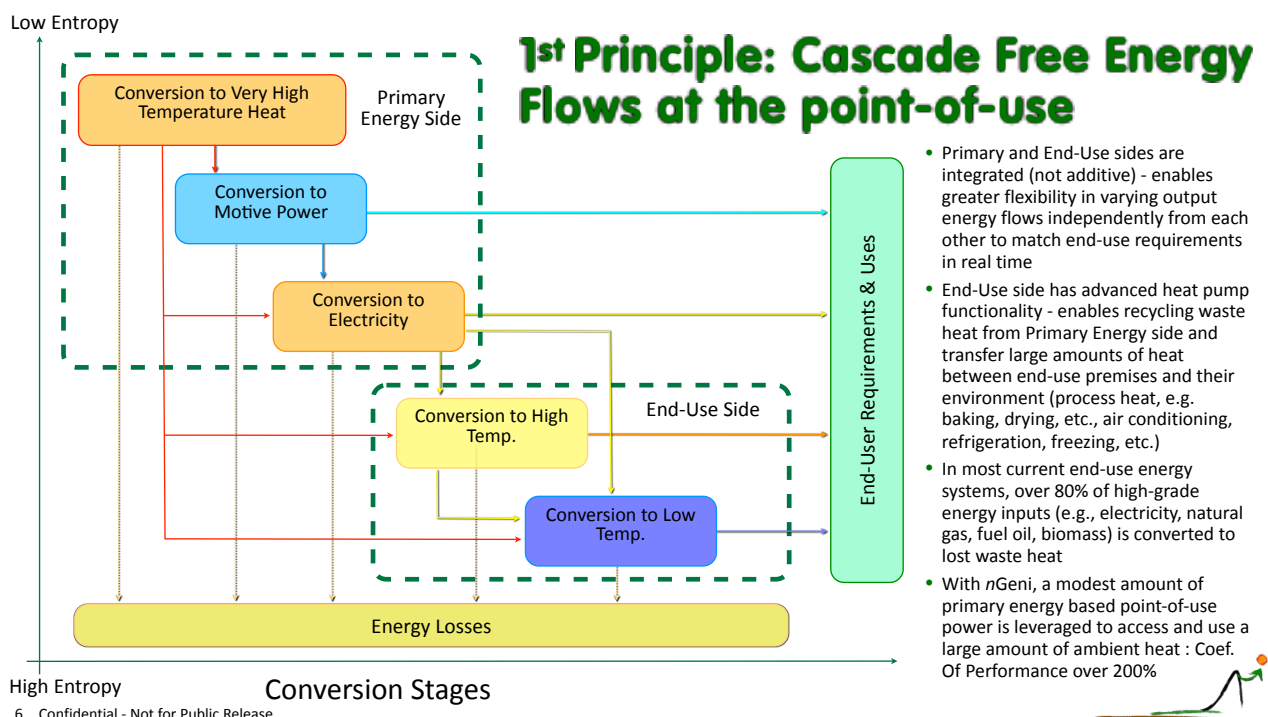 Low Entropy
1st Principle: Cascade Free Energy
Flows at the point-of-use
Conversion to Very High
Temperature Heat
Primary
Energy Side
Conversion to
Motive Power
Conversion to
Electricity
Conversion to High
Temp.
End-Use Side
Conversion to Low
Temp.
Energy Losses
End-User Requirements & Uses
• Primary and End-Use sides are
integrated (not additive) - enables
greater flexibility in varying output
energy flows independently from each
other to match end-use requirements
in real time
• End-Use side has advanced heat pump
functionality - enables recycling waste
heat from Primary Energy side and
transfer large amounts of heat
between end-use premises and their
environment (process heat, e.g.
baking, drying, etc., air conditioning,
refrigeration, freezing, etc.)
• In most current end-use energy
systems, over 80% of high-grade
energy inputs (e.g., electricity, natural
gas, fuel oil, biomass) is converted to
lost waste heat
• With nGeni, a modest amount of
primary energy based point-of-use
power is leveraged to access and use a
large amount of ambient heat : Coef.
Of Performance over 200%
High Entropy
Conversion Stages
6 Confidential - Not for Public Release